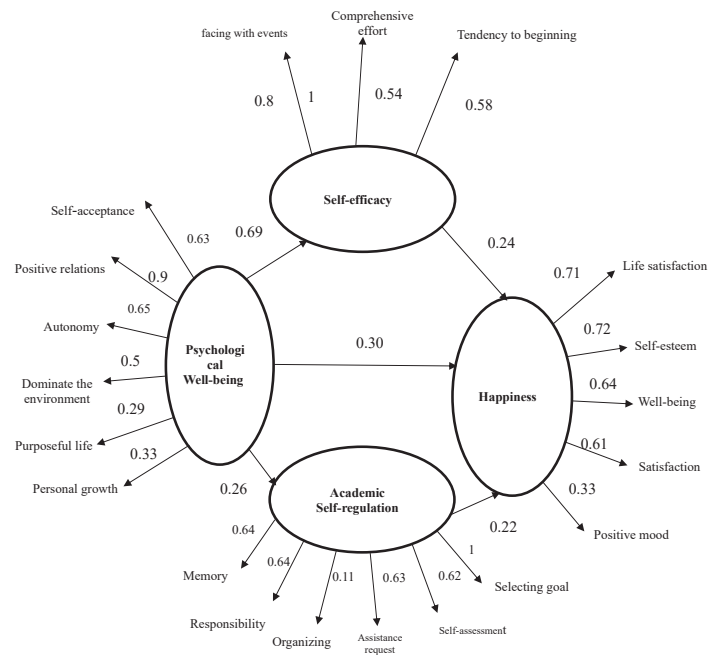 Comprehensive
effort
facing with events
Tendency to beginning
0.8
1
0.54
0.58
Self-efficacy
Self-acceptance
0.63
0.69
0.24
Positive relations
0.9
0.71
Life satisfaction
Autonomy
0.65
0.72
Self-esteem
Psychologi
cal
Well-being
0.30
Dominate the
environment
0.5
0.64
Well-being
Happiness
0.29
Purposeful life
0.61
Satisfaction
0.33
Personal growth
0.26
Academic
Self-regulation
0.33
Positive mood
0.22
0.64
Memory
0.64
Responsibility
0.11
Organizing
0.63
Assistance
request
0.62
Self-assessment
1
Selecting goal